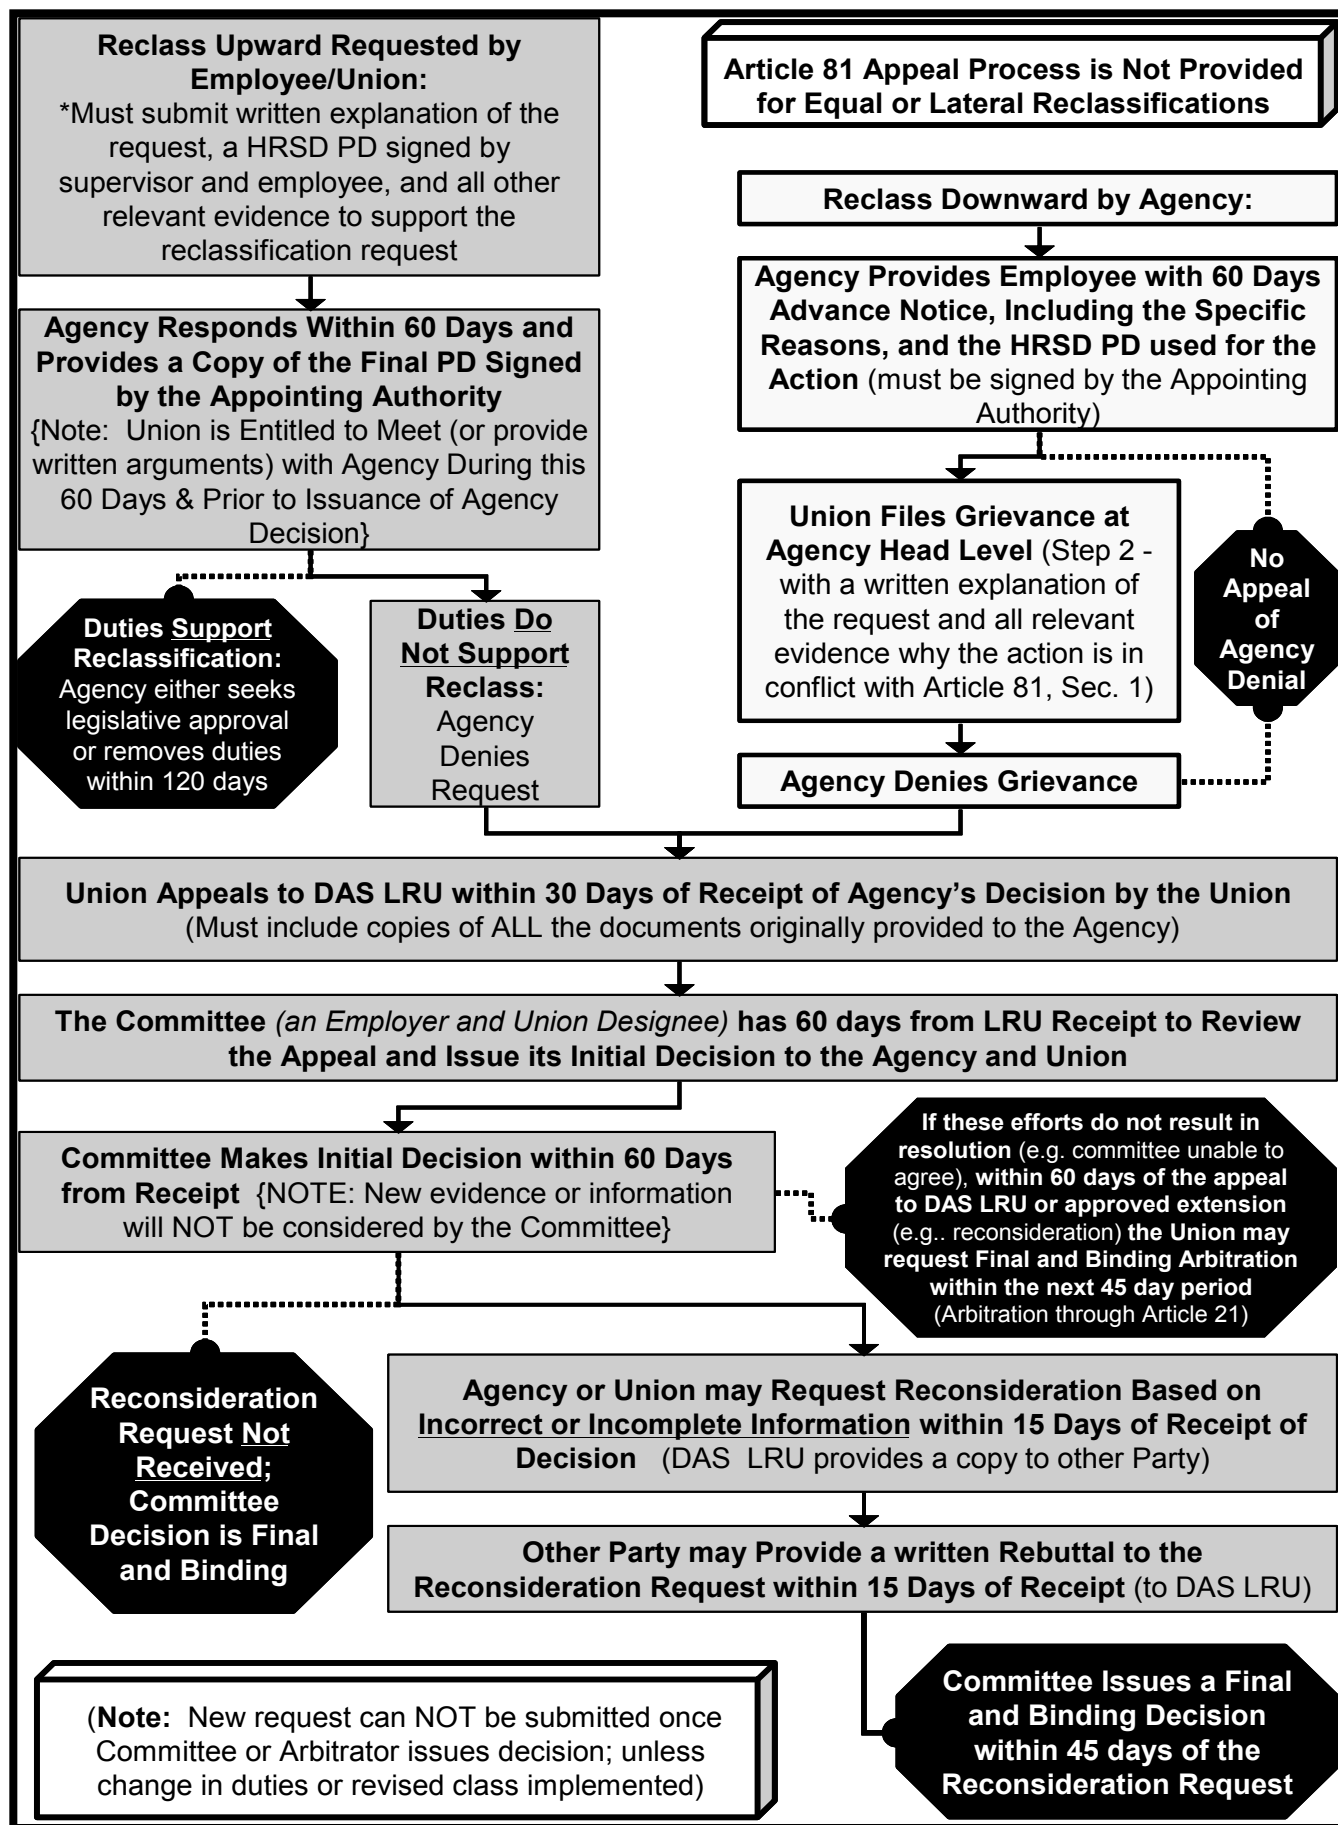 Reclass Upward Requested by
Employee/Union:
*Must submit written explanation of the
request, a HRSD PD signed by
supervisor and employee, and all other
relevant evidence to support the
reclassification request
Article 81 Appeal Process is Not Provided
for Equal or Lateral Reclassifications
Reclass Downward by Agency:
Agency Provides Employee with 60 Days
Advance Notice, Including the Specific
Reasons, and the HRSD PD used for the
Action (must be signed by the Appointing
Authority)
Agency Responds Within 60 Days and
Provides a Copy of the Final PD Signed
by the Appointing Authority
{Note:  Union is Entitled to Meet (or provide
written arguments) with Agency During this
60 Days & Prior to Issuance of Agency
Decision}
Union Files Grievance at
Agency Head Level (Step 2 -
with a written explanation of
the request and all relevant
evidence why the action is in
conflict with Article 81, Sec. 1)
No
Appeal
of
Agency
Denial
Duties Support
Reclassification:
Agency either seeks
legislative approval
or removes duties
within 120 days
Duties Do
Not Support
Reclass:
Agency
Denies
Request
Agency Denies Grievance
Union Appeals to DAS LRU within 30 Days of Receipt of Agency’s Decision by the Union
(Must include copies of ALL the documents originally provided to the Agency)
The Committee (an Employer and Union Designee) has 60 days from LRU Receipt to Review
the Appeal and Issue its Initial Decision to the Agency and Union
Committee Makes Initial Decision within 60 Days
from Receipt  {NOTE: New evidence or information
will NOT be considered by the Committee}
If these efforts do not result in
resolution (e.g. committee unable to
agree), within 60 days of the appeal
to DAS LRU or approved extension
(e.g.. reconsideration) the Union may
request Final and Binding Arbitration
within the next 45 day period
(Arbitration through Article 21)
Reconsideration
Request Not
Received;
Committee
Decision is Final
and Binding
Agency or Union may Request Reconsideration Based on
Incorrect or Incomplete Information within 15 Days of Receipt of
Decision   (DAS  LRU provides a copy to other Party)
Other Party may Provide a written Rebuttal to the
Reconsideration Request within 15 Days of Receipt (to DAS LRU)
(Note:  New request can NOT be submitted once
Committee or Arbitrator issues decision; unless
change in duties or revised class implemented)
Committee Issues a Final
and Binding Decision
within 45 days of the
Reconsideration Request